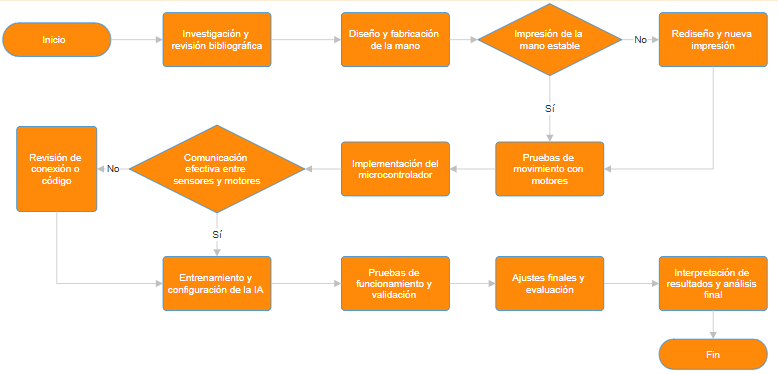 Inicio
Investigación y
revisión bibliográfica
Diseño y fabricación
de la mano
Impresión de la
mano estable
No
Rediseño y nueva
impresión
Sí
Revisión de
conexión o
código
No
Comunicación
efectiva entre
sensores y motores
Implementación del
microcontrolador
Pruebas de
movimiento con
motores
Sí
Entrenamiento y
configuración de la IA
Pruebas de
funcionamiento y
validación
Ajustes finales y
evaluación
Interpretación de
resultados y análisis
final
Fin